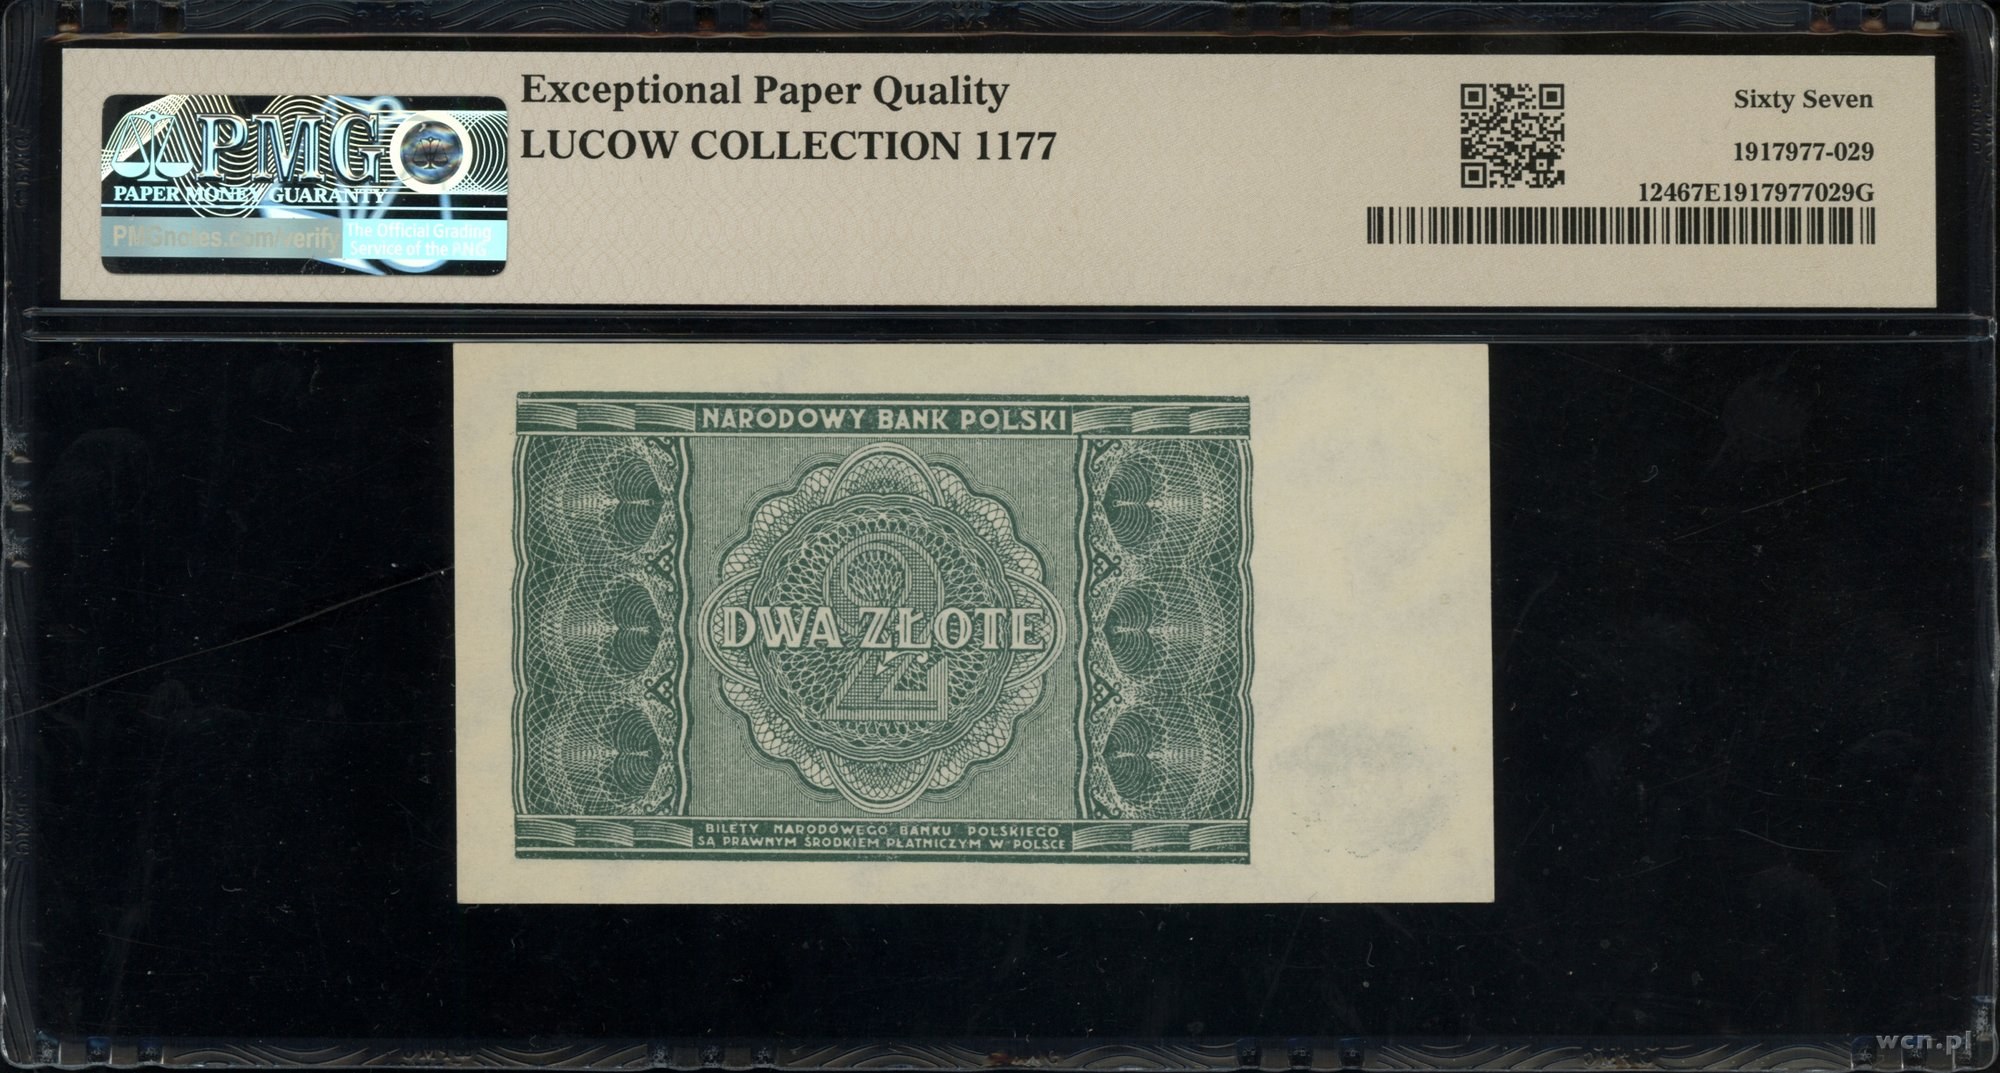 Exceptional Paper Quality
LUCOW COLLECTION 1177
PMG
PAPER MONEY GUARANTY
PMGnotes.com/verify
The Official Grading
Service of the PNG
Sixty Seven
1917977-029
12467E1917977029G
NARODOWY BANK POLSKI
2
DWA ZŁOTE
BILETY NARODOWEGO BANKU POLSKIEGO
SĄ PRAWNYM ŚRODKIEM PŁATNICZYM W POLSCE
wcn.pl